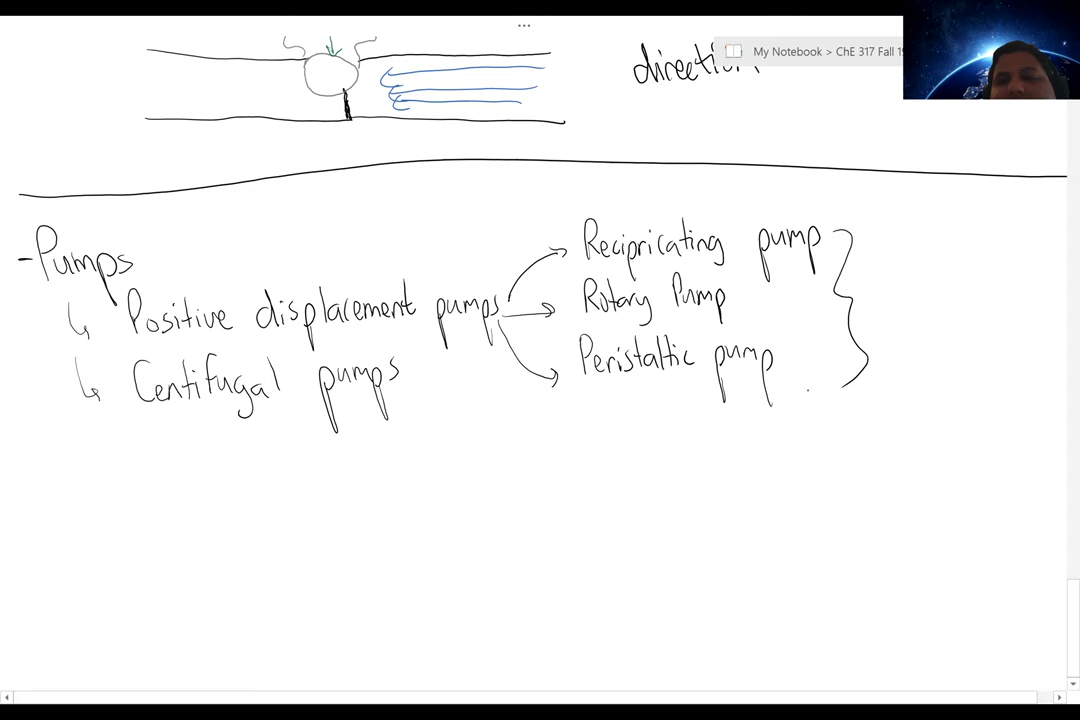 My Notebook > ChE 317 Fall 1
direction
-Pumps
Positive displacement pumps
Centifugal pumps
Recipricating pump
Rotary Pump
Peristaltic pump